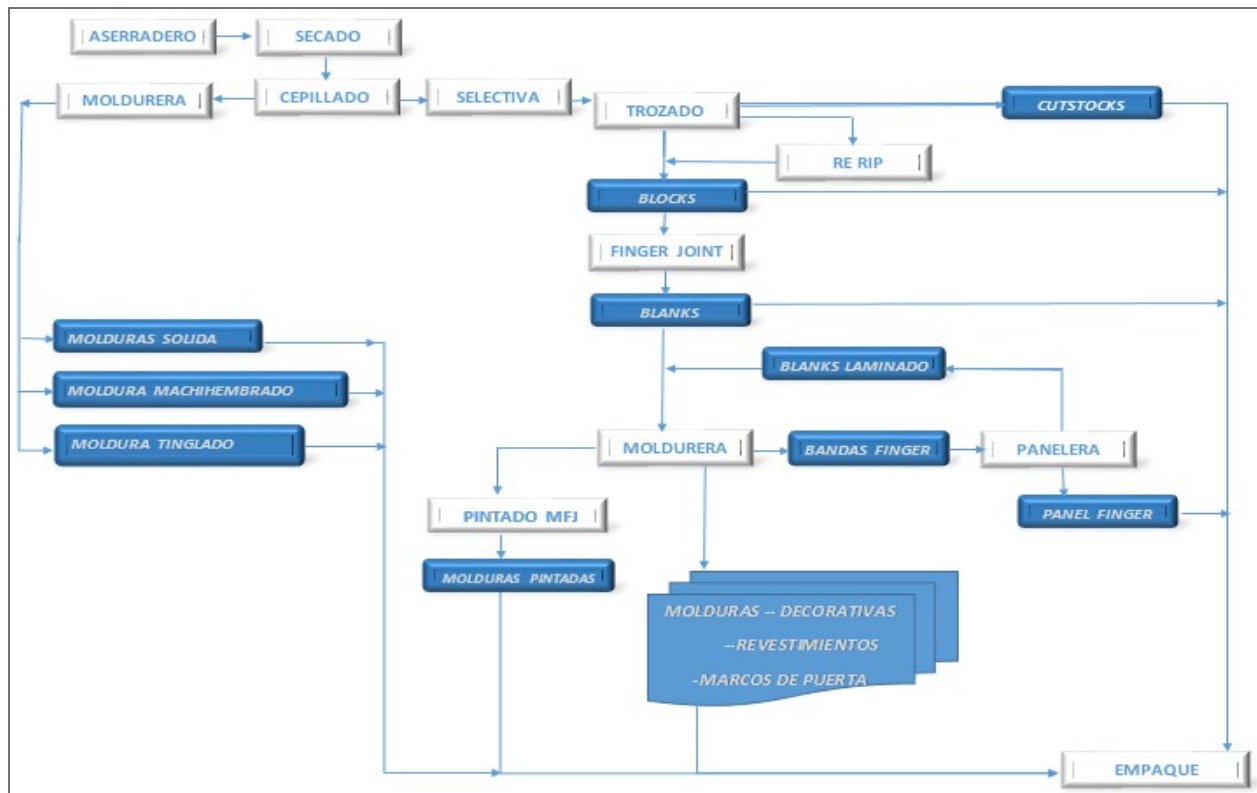 ASERRADERO
SECADO
MOLDURERA
CEPILLADO
SELECTIVA
TROZADO
CUTSTOCKS
RE RIP
BLOCKS
FINGER JOINT
BLANKS
MOLDURAS SOLIDA
BLANKS LAMINADO
MOLDURA MACHIHEMBRADO
MOLDURA TINGLADO
MOLDURERA
BANDAS FINGER
PANELERA
PINTADO MFJ
PANEL FINGER
MOLDURAS PINTADAS
MOLDURAS -- DECORATIVAS
--REVESTIMIENTOS
-MARCOS DE PUERTA
EMPAQUE